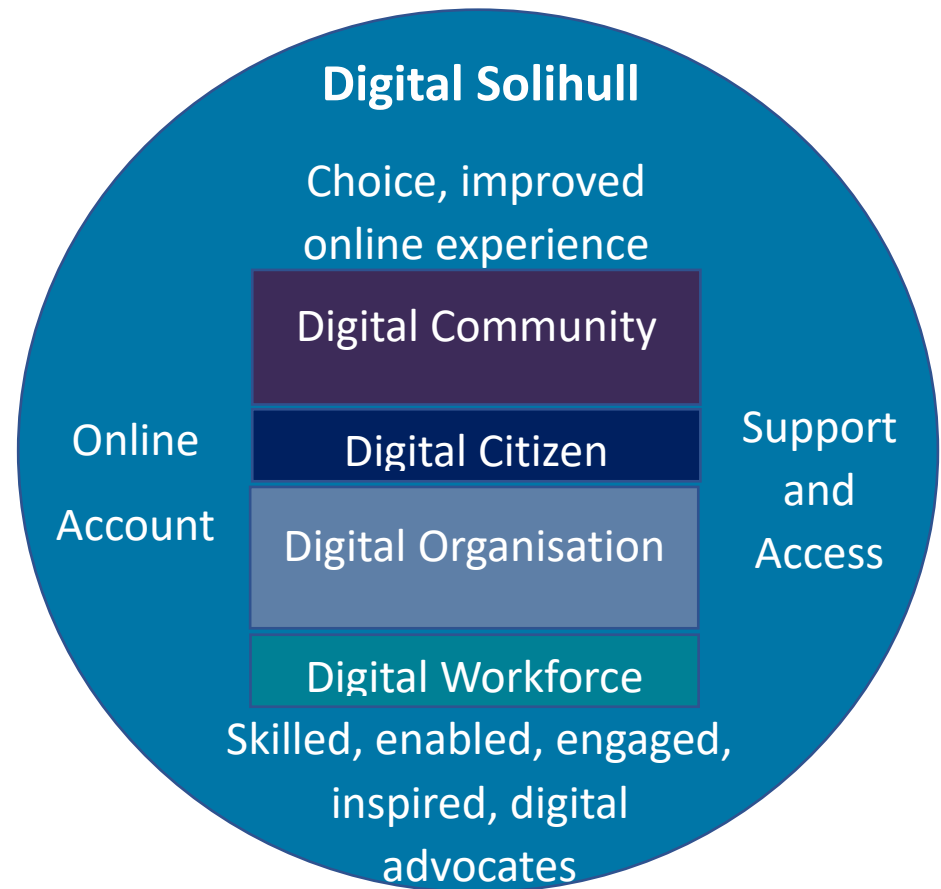 Digital Solihull
Choice, improved
online experience
Digital Community
Online
Account
Digital Citizen
Support
and
Access
Digital Organisation
Digital Workforce
Skilled, enabled, engaged,
inspired, digital
advocates